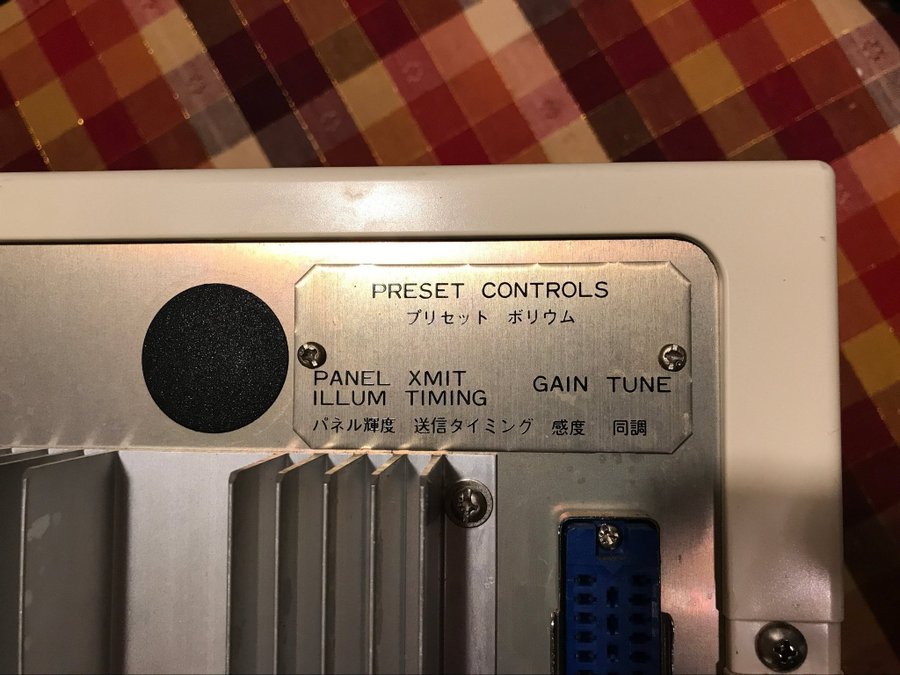 PRESET CONTROLS
プリセット ボリウム
PANEL XMIT GAIN TUNE
ILLUM TIMING
パネル輝度 送信タイミング 感度 同調